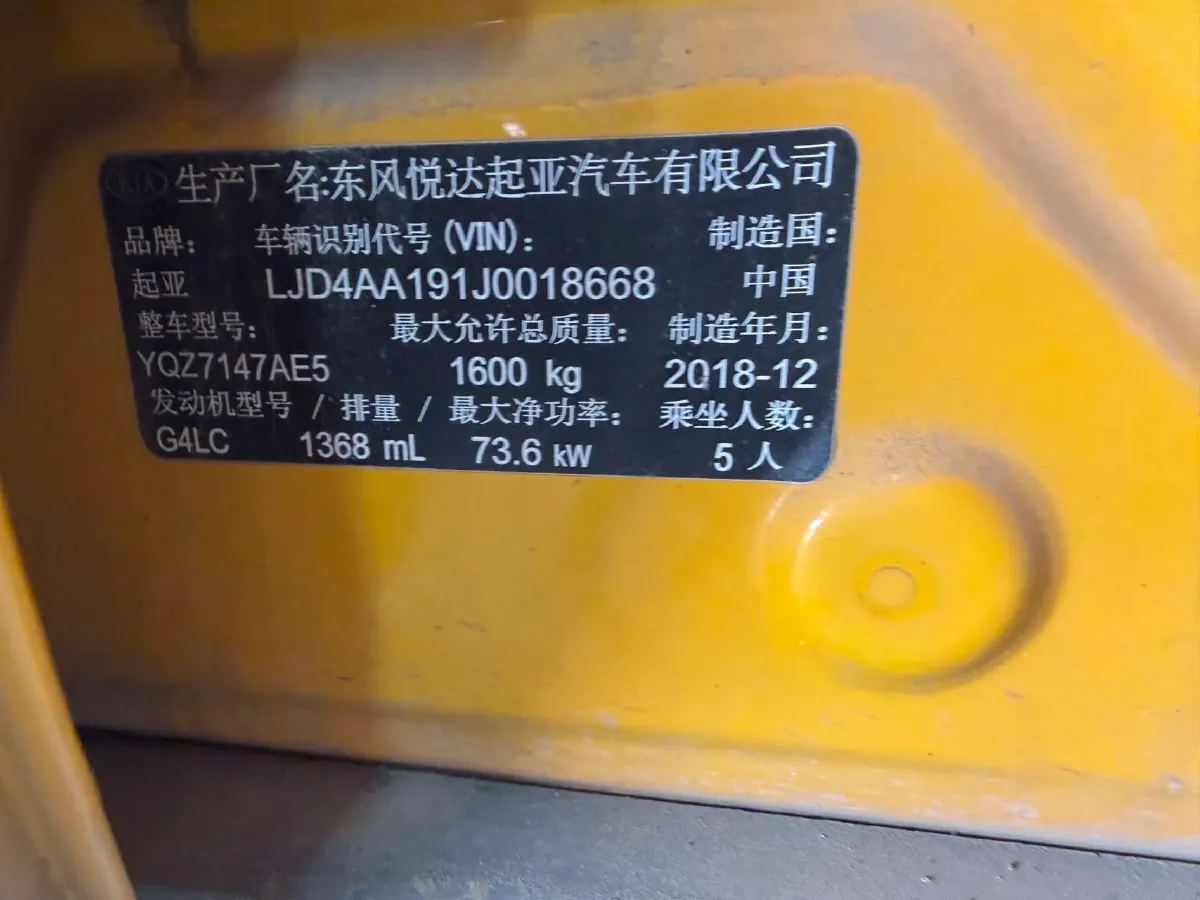 KIA 生产厂名:东风悦达起亚汽车有限公司
品牌: 车辆识别代号(VIN): 制造国:
起亚 LJD4AA191J0018668 中国
整车型号: 最大允许总质量: 制造年月:
YQZ7147AE5 1600 kg 2018-12
发动机型号 / 排量 / 最大净功率: 乘坐人数:
G4LC 1368 mL 73.6 kW 5 人